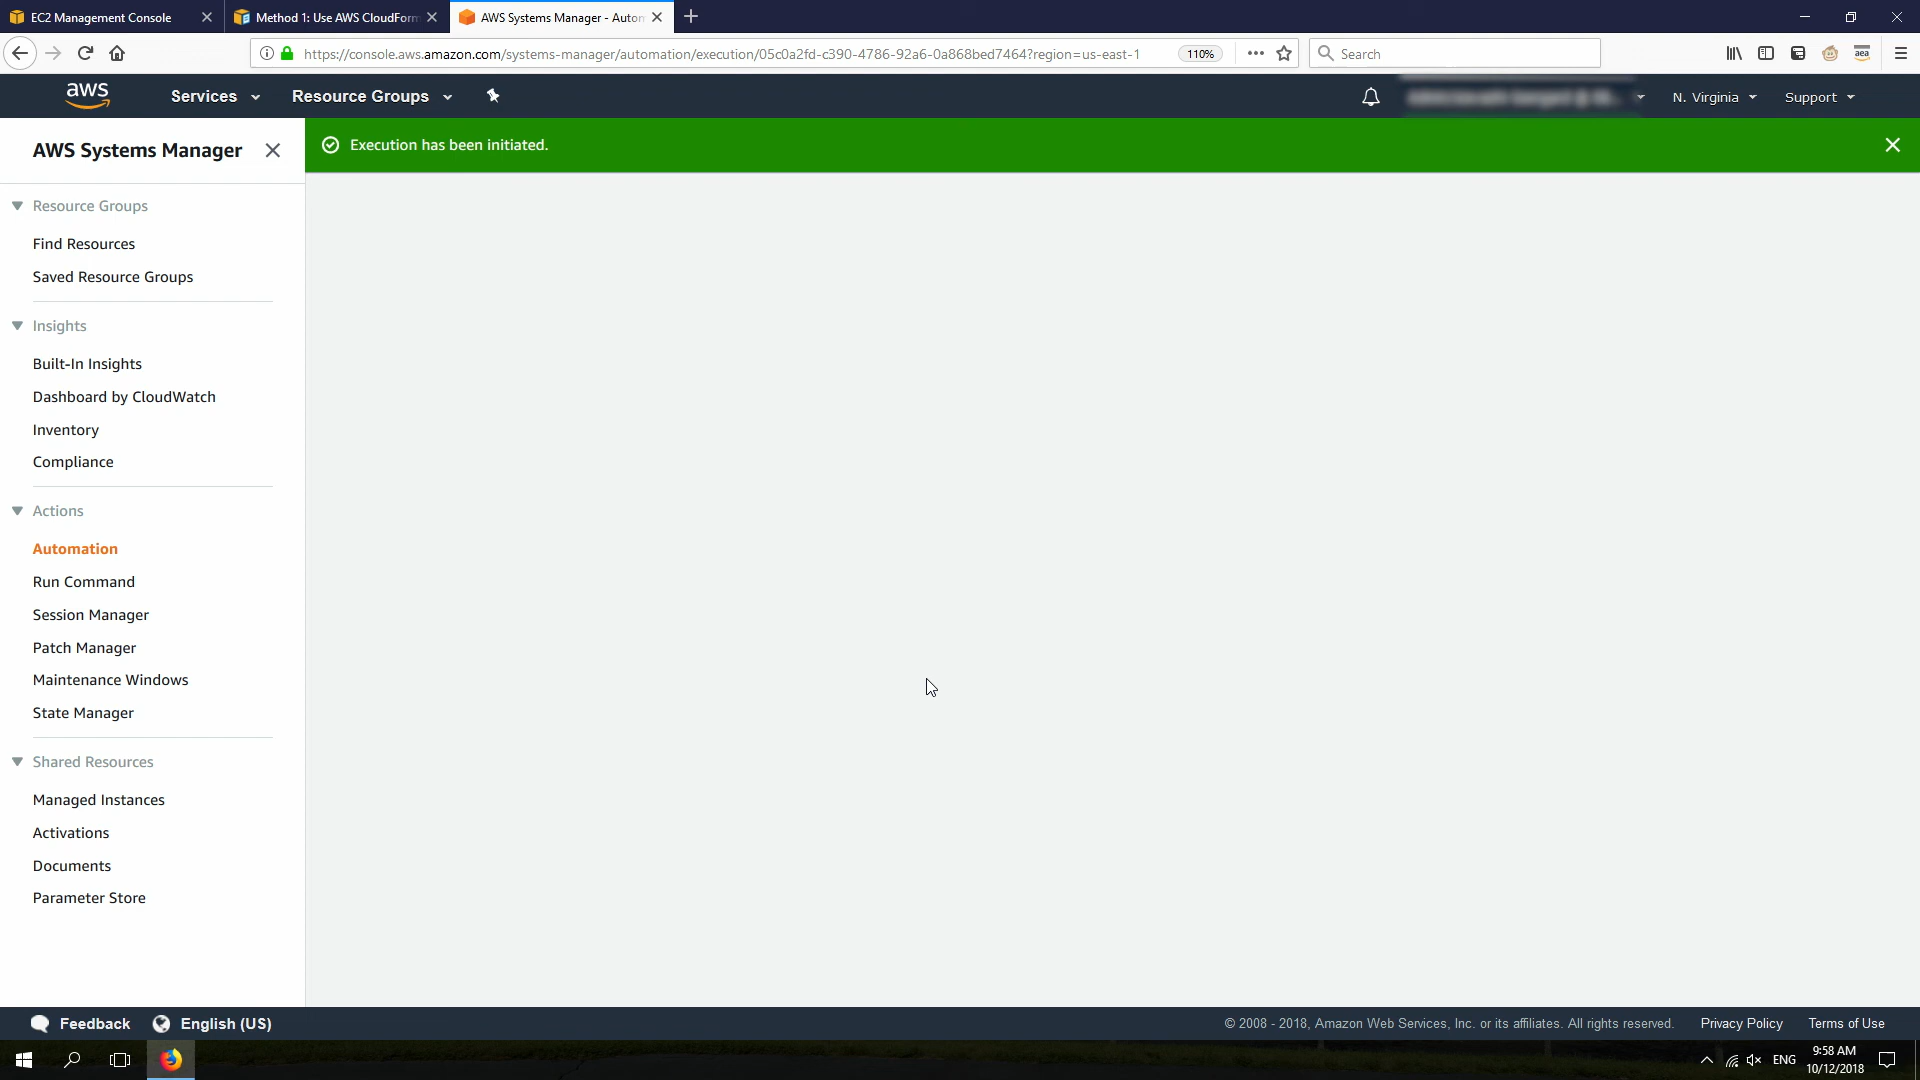 EC2 Management Console
Method 1: Use AWS CloudForm
AWS Systems Manager - Autom
https://console.aws.amazon.com/systems-manager/automation/execution/05c0a2fd-c390-4786-92a6-0a868bed7464?region=us-east-1
110%
Search
aea
aws
Services
Resource Groups
N. Virginia
Support
AWS Systems Manager
Execution has been initiated.
Resource Groups
Find Resources
Saved Resource Groups
Insights
Built-In Insights
Dashboard by CloudWatch
Inventory
Compliance
Actions
Automation
Run Command
Session Manager
Patch Manager
Maintenance Windows
State Manager
Shared Resources
Managed Instances
Activations
Documents
Parameter Store
Feedback
English (US)
© 2008 - 2018, Amazon Web Services, Inc. or its affiliates. All rights reserved.
Privacy Policy
Terms of Use
ENG
9:58 AM
10/12/2018